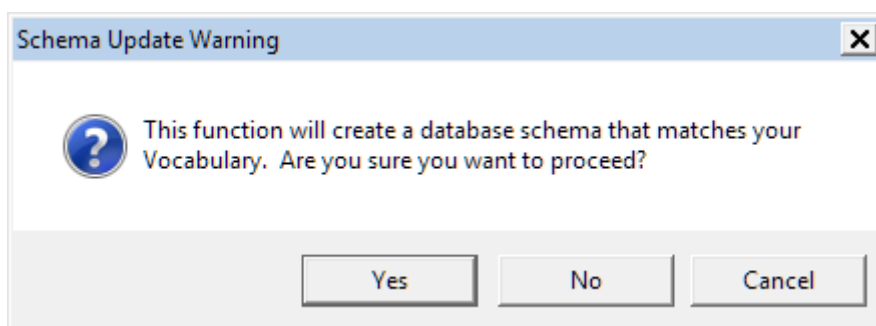 Schema Update Warning
This function will create a database schema that matches your
Vocabulary.  Are you sure you want to proceed?
Yes No Cancel